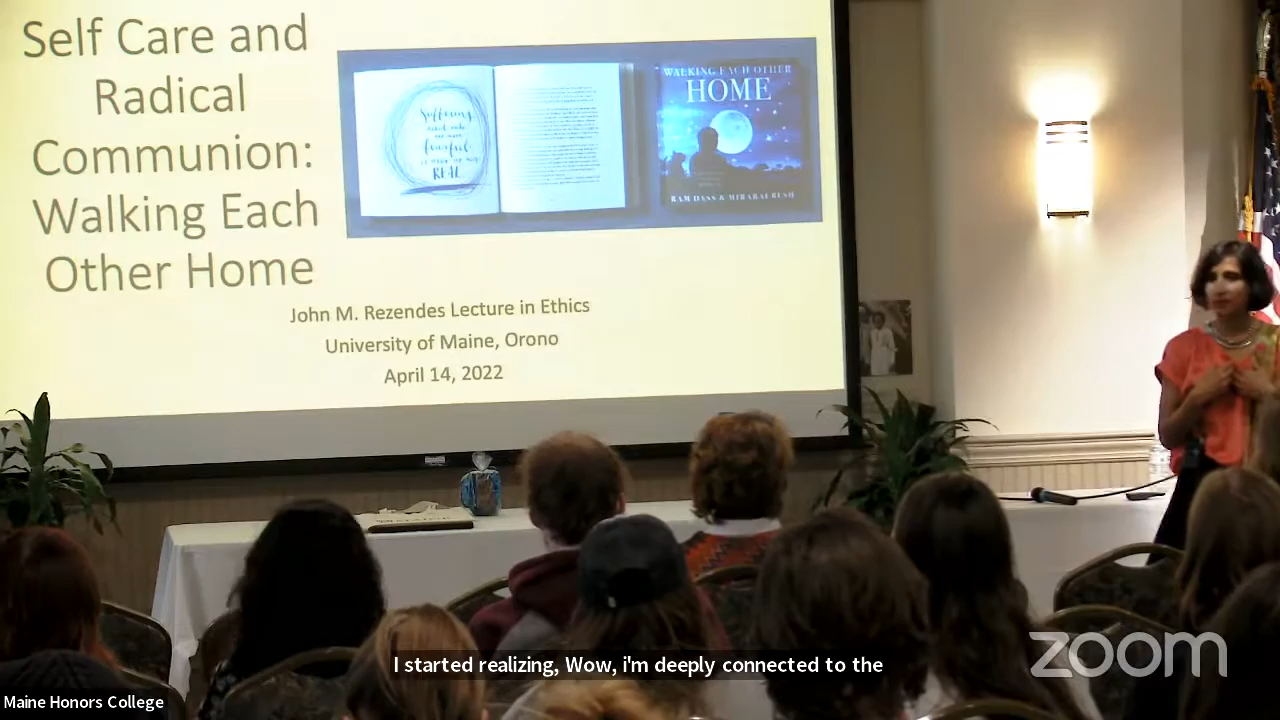 Self Care and
Radical
Communion:
Walking Each
Other Home
Suffering
fearful
REAL
WALKING EACH OTHER
HOME
RAM DASS & MIRABAI BUSH
John M. Rezendes Lecture in Ethics
University of Maine, Orono
April 14, 2022
I started realizing, Wow, i'm deeply connected to the
zoom
Maine Honors College